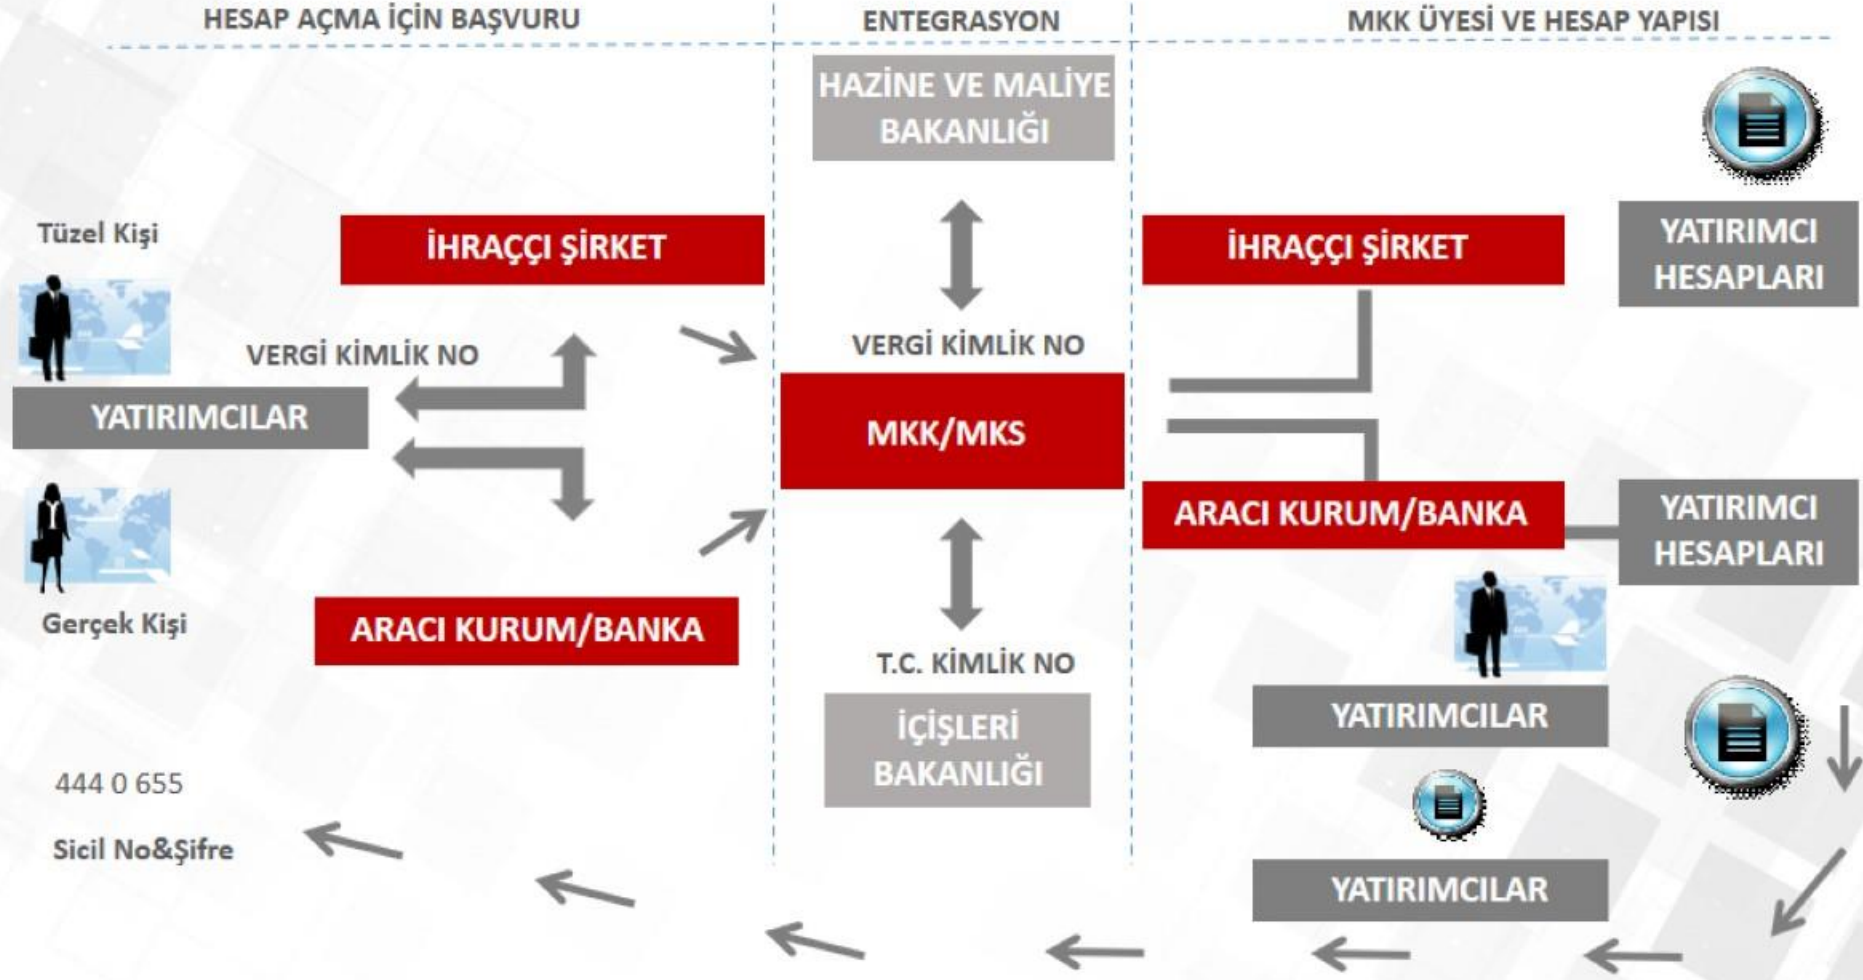 HESAP AÇMA İÇİN BAŞVURU
ENTEGRASYON
MKK ÜYESİ VE HESAP YAPISI
HAZİNE VE MALİYE
BAKANLIĞI
Tüzel Kişi
İHRAÇÇI ŞİRKET
İHRAÇÇI ŞİRKET
YATIRIMCI
HESAPLARI
VERGİ KİMLİK NO
VERGİ KİMLİK NO
YATIRIMCILAR
MKK/MKS
ARACI KURUM/BANKA
YATIRIMCI
HESAPLARI
Gerçek Kişi
ARACI KURUM/BANKA
T.C. KİMLİK NO
İÇİŞLERİ
BAKANLIĞI
YATIRIMCILAR
444 0 655
Sicil No&Şifre
YATIRIMCILAR